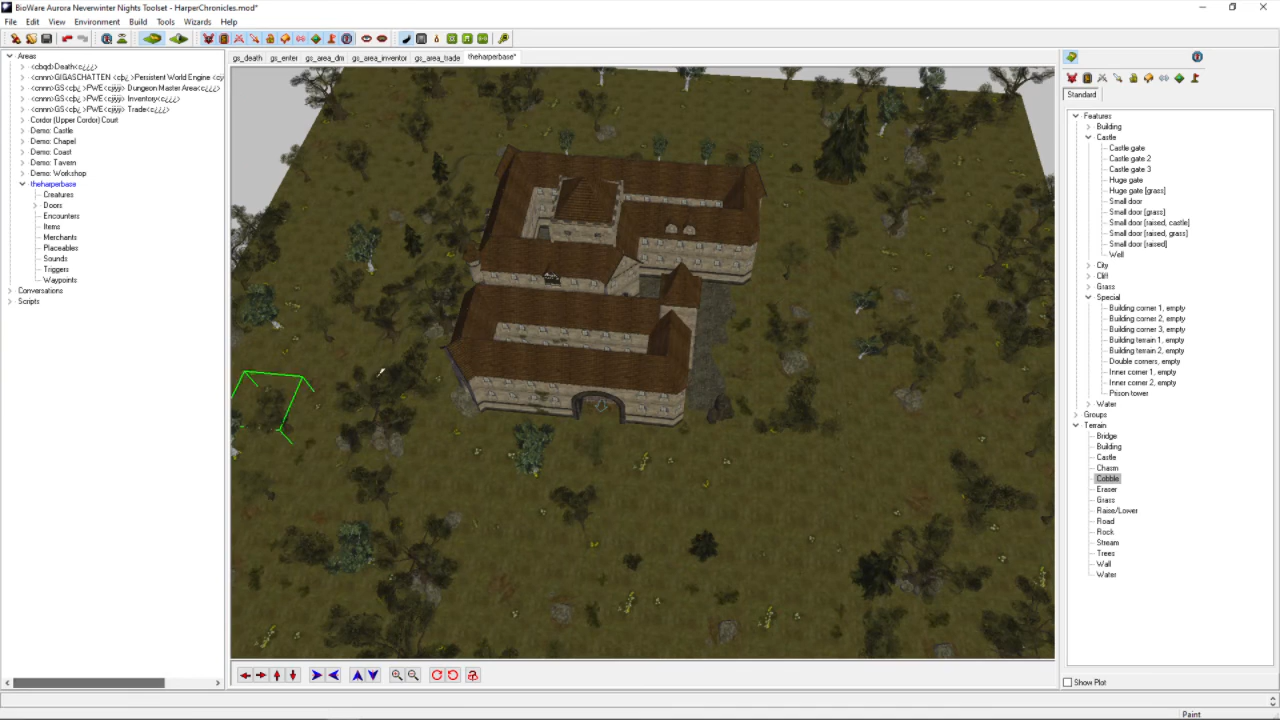 BioWare Aurora Neverwinter Nights Toolset - HarperChronicles.mod*
File Edit View Environment Build Tools Wizards Help
gs_death gs_enter gs_area_dm gs_area_inventor gs_area_trade theharperbase*
Areas
Cordor (Upper Cordor) Court
Demo: Castle
Demo: Chapel
Demo: Coast
Demo: Tavern
Demo: Workshop
theharperbase
Creatures
Doors
Encounters
Items
Merchants
Placeables
Sounds
Triggers
Waypoints
Conversations
Scripts
Standard
Features
Building
Castle
Castle gate
Castle gate 2
Castle gate 3
Huge gate
Huge gate [grass]
Small door
Small door [grass]
Small door [raised, castle]
Small door [raised, grass]
Small door [raised]
Well
City
Cliff
Grass
Special
Building corner 1, empty
Building corner 2, empty
Building corner 3, empty
Building terrain 1, empty
Building terrain 2, empty
Double corners, empty
Inner corner 1, empty
Inner corner 2, empty
Prison tower
Water
Groups
Terrain
Bridge
Building
Castle
Chasm
Cobble
Eraser
Grass
Raise/Lower
Road
Rock
Stream
Trees
Wall
Water
Show Plot
Paint